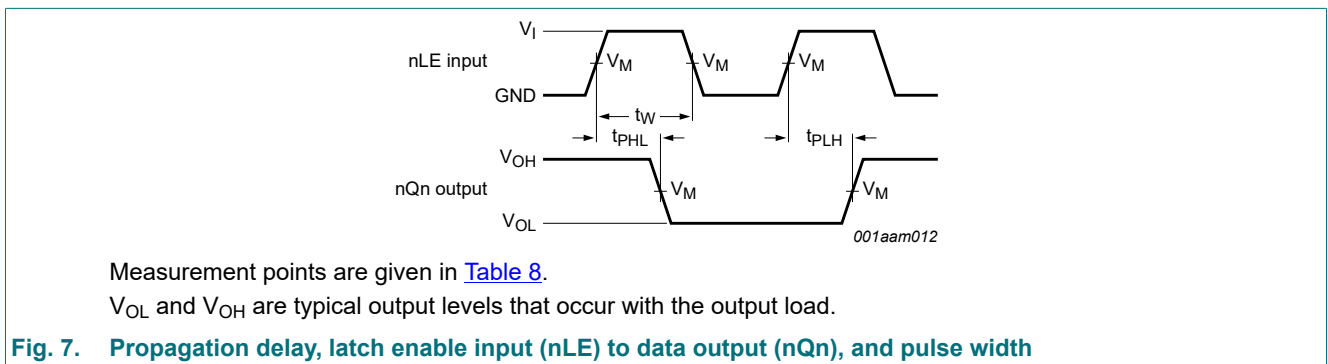 V_I
nLE input
V_M V_M V_M
GND
t_W
t_PHL t_PLH
V_OH
nQn output V_M V_M
V_OL
001aam012
Measurement points are given in Table 8.
V_OL and V_OH are typical output levels that occur with the output load.
Fig. 7. Propagation delay, latch enable input (nLE) to data output (nQn), and pulse width